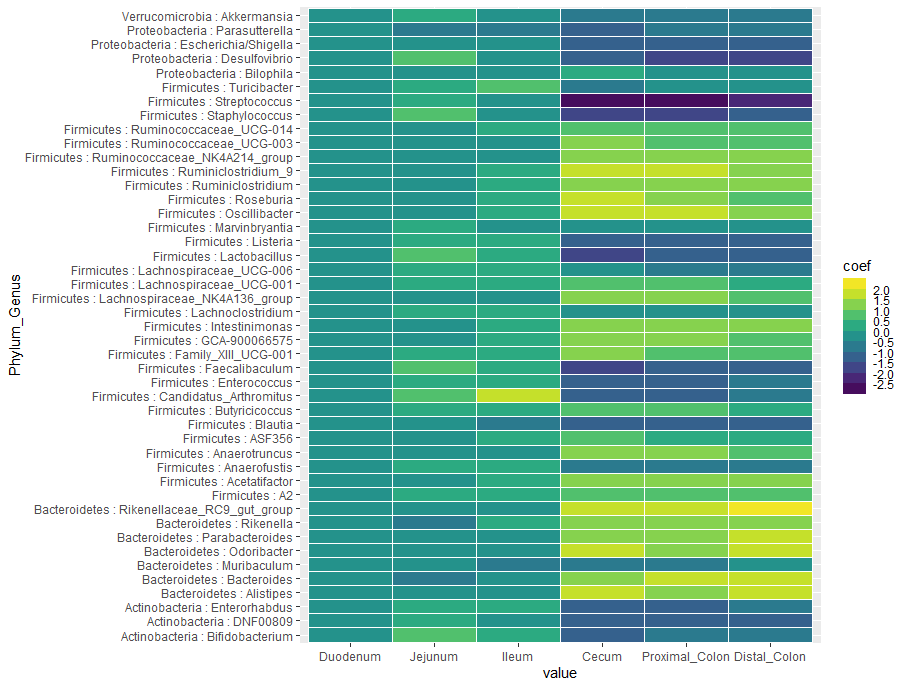 Verrucomicrobia : Akkermansia
Proteobacteria : Parasutterella
Proteobacteria : Escherichia/Shigella
Proteobacteria : Desulfovibrio
Proteobacteria : Bilophila
Firmicutes : Turicibacter
Firmicutes : Streptococcus
Firmicutes : Staphylococcus
Firmicutes : Ruminococcaceae_UCG-014
Firmicutes : Ruminococcaceae_UCG-003
Firmicutes : Ruminococcaceae_NK4A214_group
Firmicutes : Ruminiclostridium_9
Firmicutes : Ruminiclostridium
Firmicutes : Roseburia
Firmicutes : Oscillibacter
Firmicutes : Marvinbryantia
Firmicutes : Listeria
Firmicutes : Lactobacillus
Firmicutes : Lachnospiraceae_UCG-006
Firmicutes : Lachnospiraceae_UCG-001
Firmicutes : Lachnospiraceae_NK4A136_group
Firmicutes : Lachnoclostridium
Firmicutes : Intestinimonas
Firmicutes : GCA-900066575
Firmicutes : Family_XIII_UCG-001
Firmicutes : Faecalibaculum
Firmicutes : Enterococcus
Firmicutes : Candidatus_Arthromitus
Firmicutes : Butyricicoccus
Firmicutes : Blautia
Firmicutes : ASF356
Firmicutes : Anaerotruncus
Firmicutes : Anaerofustis
Firmicutes : Acetatifactor
Firmicutes : A2
Bacteroidetes : Rikenellaceae_RC9_gut_group
Bacteroidetes : Rikenella
Bacteroidetes : Parabacteroides
Bacteroidetes : Odoribacter
Bacteroidetes : Muribaculum
Bacteroidetes : Bacteroides
Bacteroidetes : Alistipes
Actinobacteria : Enterorhabdus
Actinobacteria : DNF00809
Actinobacteria : Bifidobacterium
Phylum_Genus
Duodenum Jejunum Ileum Cecum Proximal_Colon Distal_Colon
value
coef
2.0
1.5
1.0
0.5
0.0
-0.5
-1.0
-1.5
-2.0
-2.5